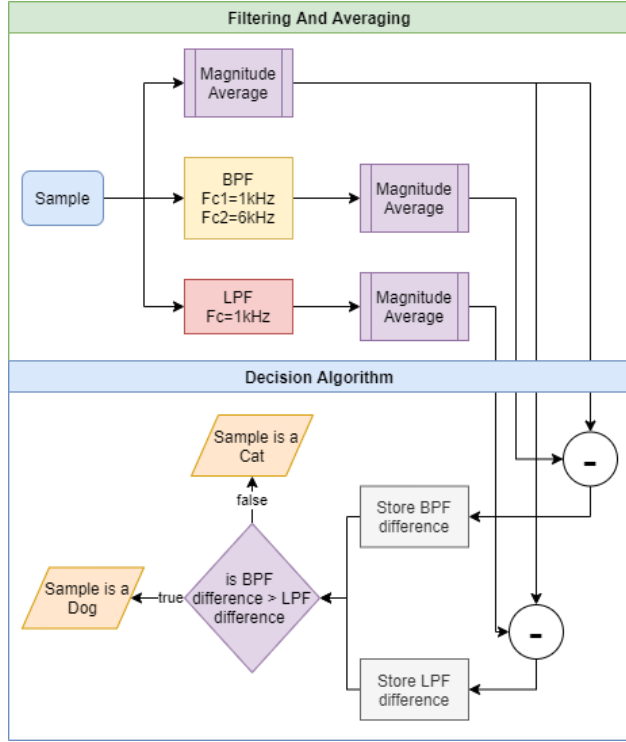 Filtering And Averaging
Magnitude
Average
Sample
BPF
Fc1=1kHz
Fc2=6kHz
Magnitude
Average
LPF
Fc=1kHz
Magnitude
Average
Decision Algorithm
Sample is a
Cat
-
false
Store BPF
difference
is BPF
difference > LPF
difference
true
Sample is a
Dog
-
Store LPF
difference